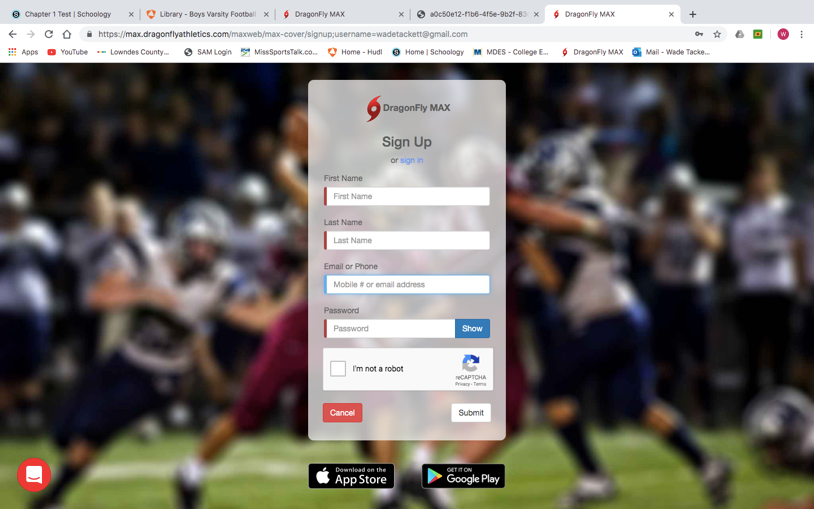 Chapter 1 Test | Schoology
Library - Boys Varsity Football
DragonFly MAX
a0c50e12-f1b6-4f5e-9b2f-83
DragonFly MAX
https://max.dragonflyathletics.com/maxweb/max-cover/signup;username=wadetackett@gmail.com
W
Apps
YouTube
Lowndes County...
SAM Login
MissSportsTalk.co...
Home - Hudl
Home | Schoology
MDES - College E...
DragonFly MAX
Mail - Wade Tacke...
DragonFly MAX
Sign Up
or sign in
First Name
First Name
Last Name
Last Name
Email or Phone
Mobile # or email address
Password
Password
Show
I'm not a robot
reCAPTCHA
Privacy - Terms
Cancel
Submit
Download on the
App Store
GET IT ON
Google Play